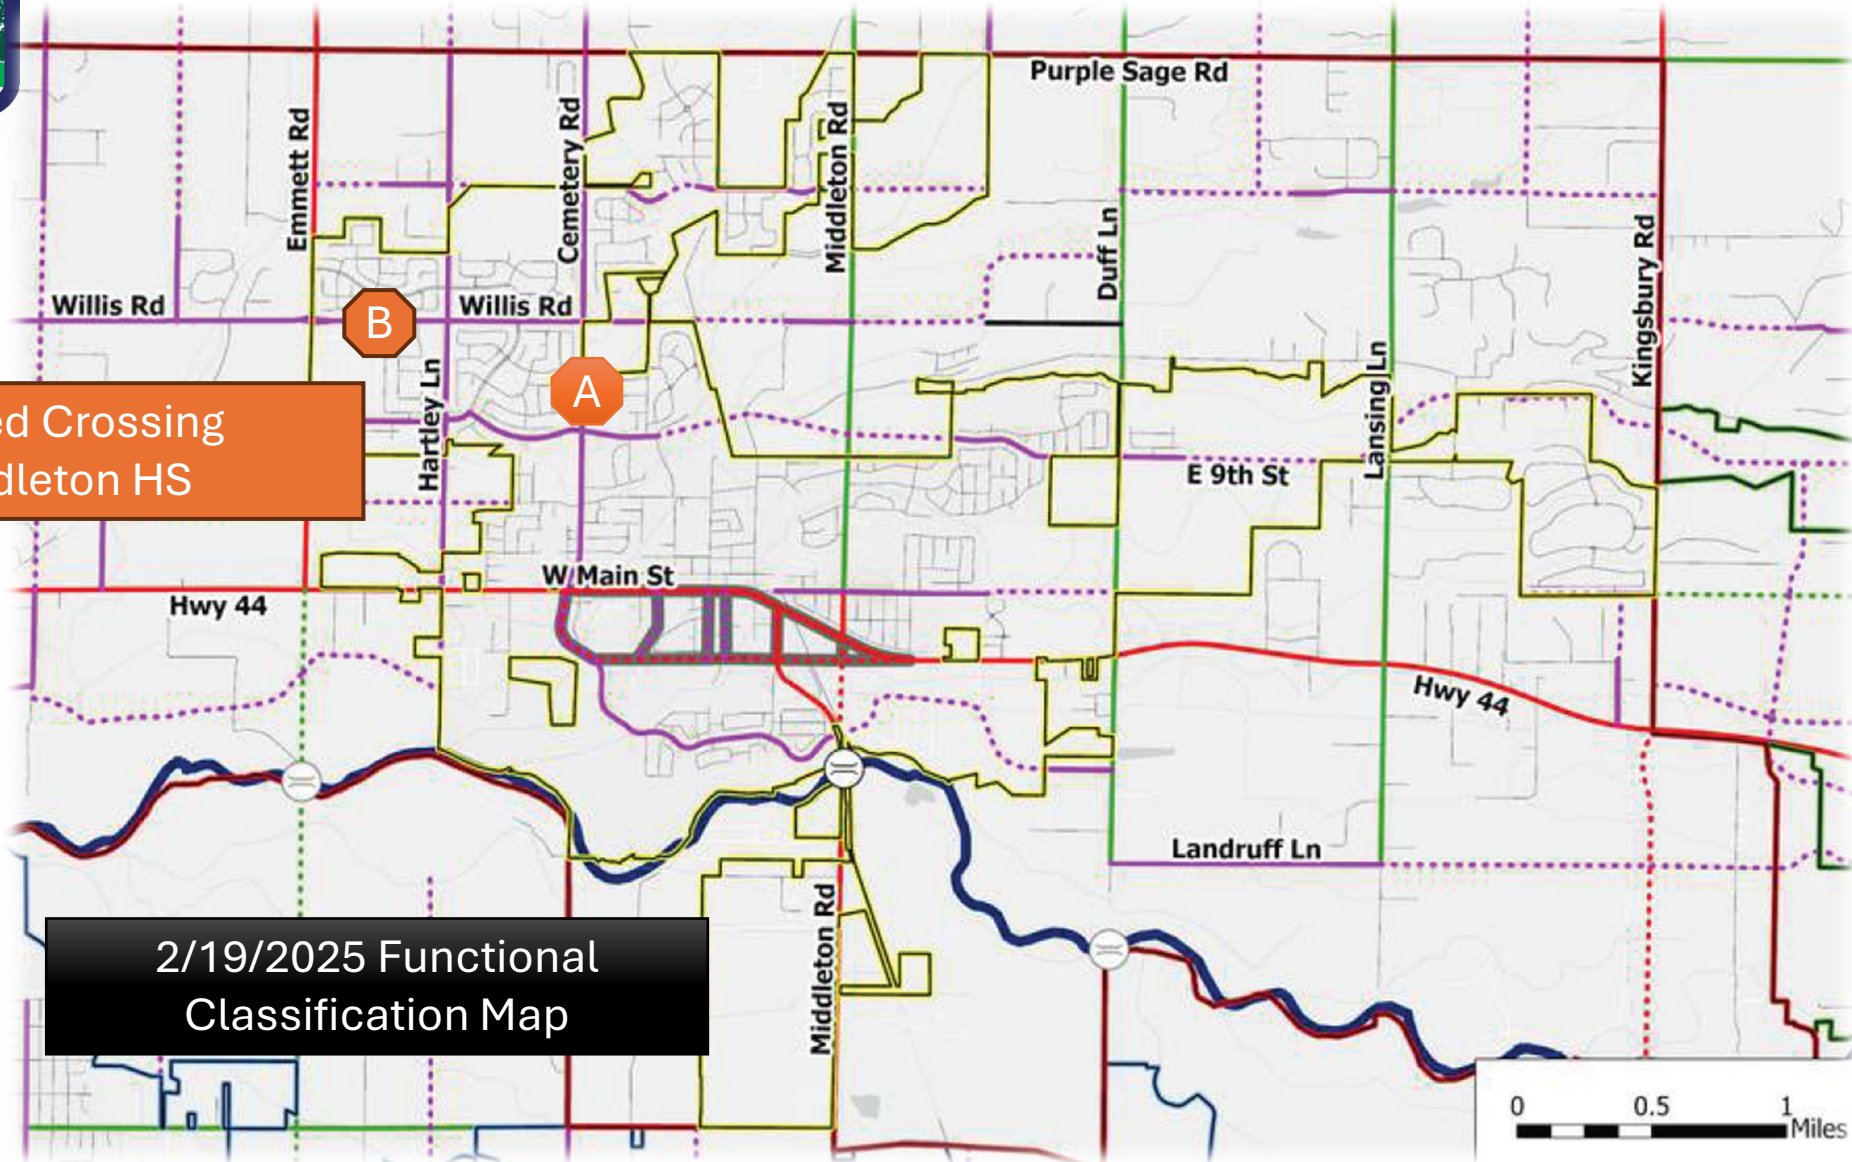 Purple Sage Rd
Emmett Rd
Cemetery Rd
Middleton Rd
Duff Ln
Kingsbury Rd
Willis Rd
Willis Rd
B
A
Hartley Ln
Lansing Ln
ed Crossing
dleton HS
E 9th St
W Main St
Hwy 44
Hwy 44
Landruff Ln
Middleton Rd
2/19/2025 Functional
Classification Map
0 0.5 1
Miles